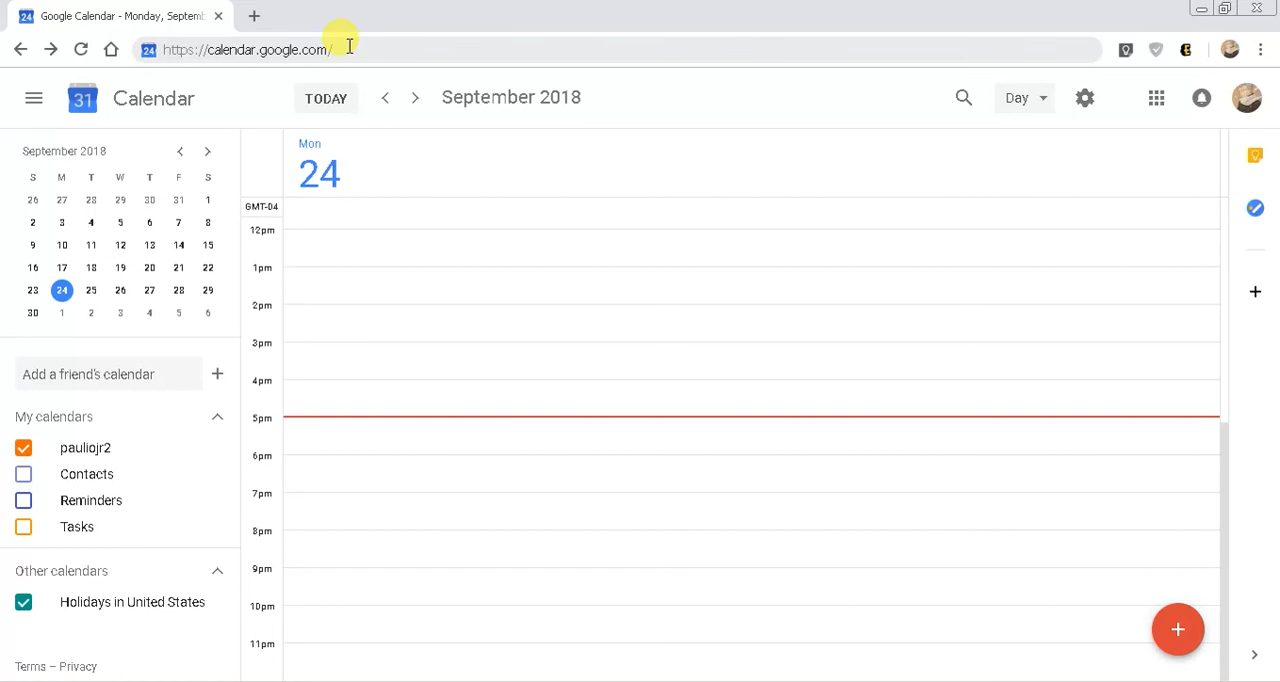 24 Google Calendar - Monday, Septemb
24 https://calendar.google.com/
31 Calendar TODAY September 2018 Day
September 2018
S M T W T F S
26 27 28 29 30 31 1
2 3 4 5 6 7 8
9 10 11 12 13 14 15
16 17 18 19 20 21 22
23 24 25 26 27 28 29
30 1 2 3 4 5 6
Add a friend's calendar
My calendars
pauliojr2
Contacts
Reminders
Tasks
Other calendars
Holidays in United States
Terms – Privacy
Mon
24
GMT-04
12pm
1pm
2pm
3pm
4pm
5pm
6pm
7pm
8pm
9pm
10pm
11pm